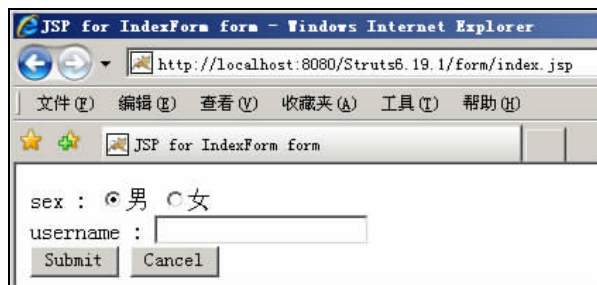 JSP for IndexForm form - Windows Internet Explorer
http://localhost:8080/Struts6.19.1/form/index.jsp
文件(F) 编辑(E) 查看(V) 收藏夹(A) 工具(T) 帮助(H)
JSP for IndexForm form
sex : 男 女
username :
Submit Cancel